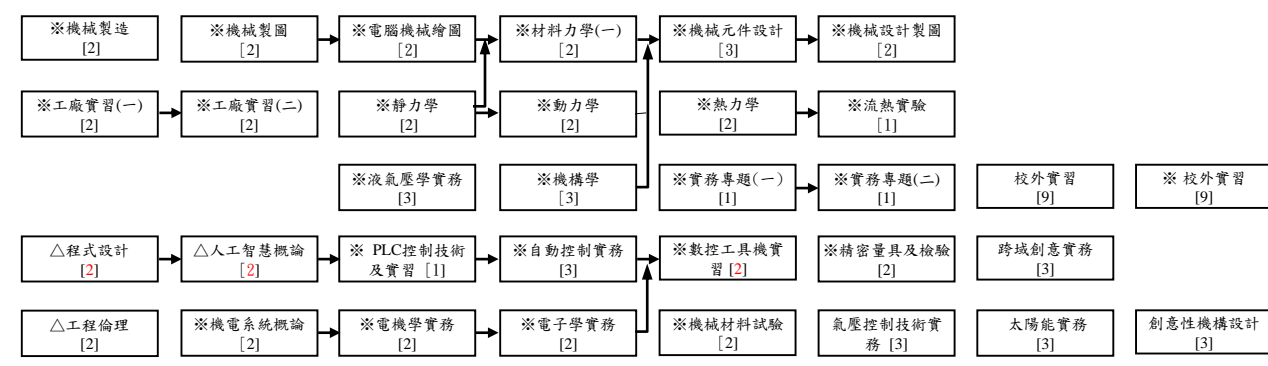 ※機械製造
[2]
※機械製圖
[2]
※電腦機械繪圖
[2]
※材料力學(一)
[2]
※機械元件設計
[3]
※機械設計製圖
[2]
※工廠實習(一)
[2]
※工廠實習(二)
[2]
※靜力學
[2]
※動力學
[2]
※熱力學
[2]
※流熱實驗
[1]
※液氣壓學實務
[3]
※機構學
[3]
※實務專題(一)
[1]
※實務專題(二)
[1]
校外實習
[9]
※ 校外實習
[9]
△程式設計
[2]
△人工智慧概論
[2]
※ PLC控制技術
及實習 [1]
※自動控制實務
[3]
※數控工具機實
習 [2]
※精密量具及檢驗
[2]
跨域創意實務
[3]
△工程倫理
[2]
※機電系統概論
[2]
※電機學實務
[2]
※電子學實務
[2]
※機械材料試驗
[2]
氣壓控制技術實
務 [3]
太陽能實務
[3]
創意性機構設計
[3]